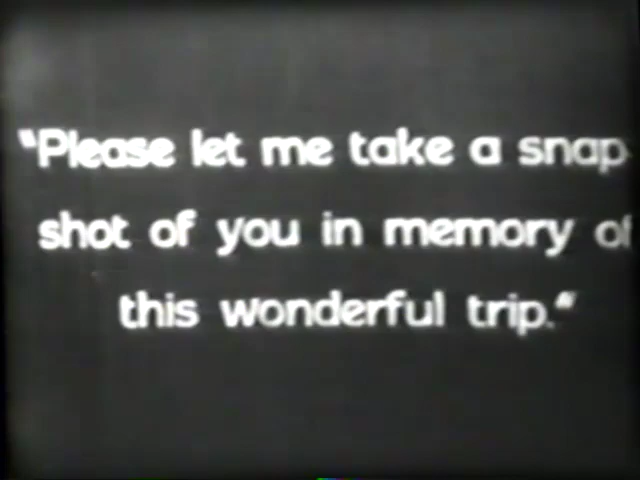 "Please let me take a snap-
shot of you in memory of
this wonderful trip."